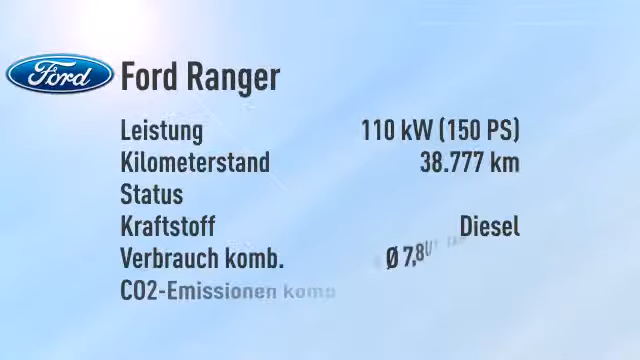 Ford Ford Ranger
Leistung 110 kW (150 PS)
Kilometerstand 38.777 km
Status
Kraftstoff Diesel
Verbrauch komb. Ø 7,8
CO2-Emissionen komb